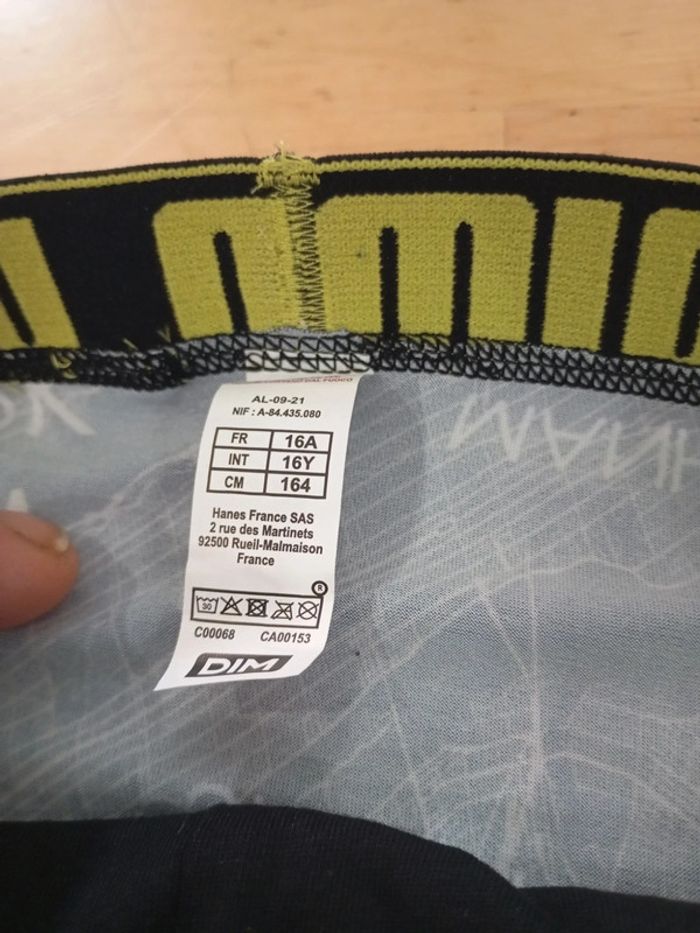 AL-09-21
NIF : A-84.435.080
FR 16A
INT 16Y
CM 164
Hanes France SAS
2 rue des Martinets
92500 Rueil-Malmaison
France
®
30
C00068 CA00153
DIM